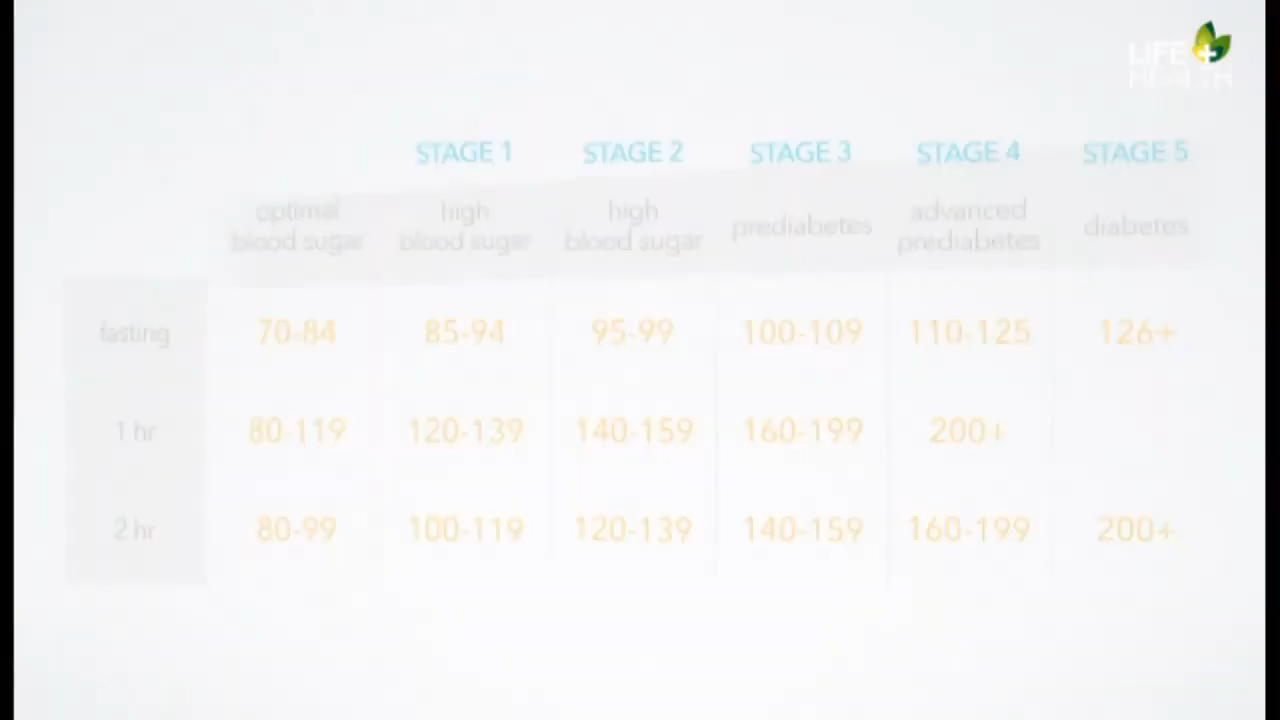 LIFE +
HEALTH
STAGE 1 STAGE 2 STAGE 3 STAGE 4 STAGE 5
optimal blood sugar high blood sugar high blood sugar prediabetes advanced prediabetes diabetes
fasting 70-84 85-94 95-99 100-109 110-125 126+
1 hr 80-119 120-139 140-159 160-199 200+
2 hr 80-99 100-119 120-139 140-159 160-199 200+